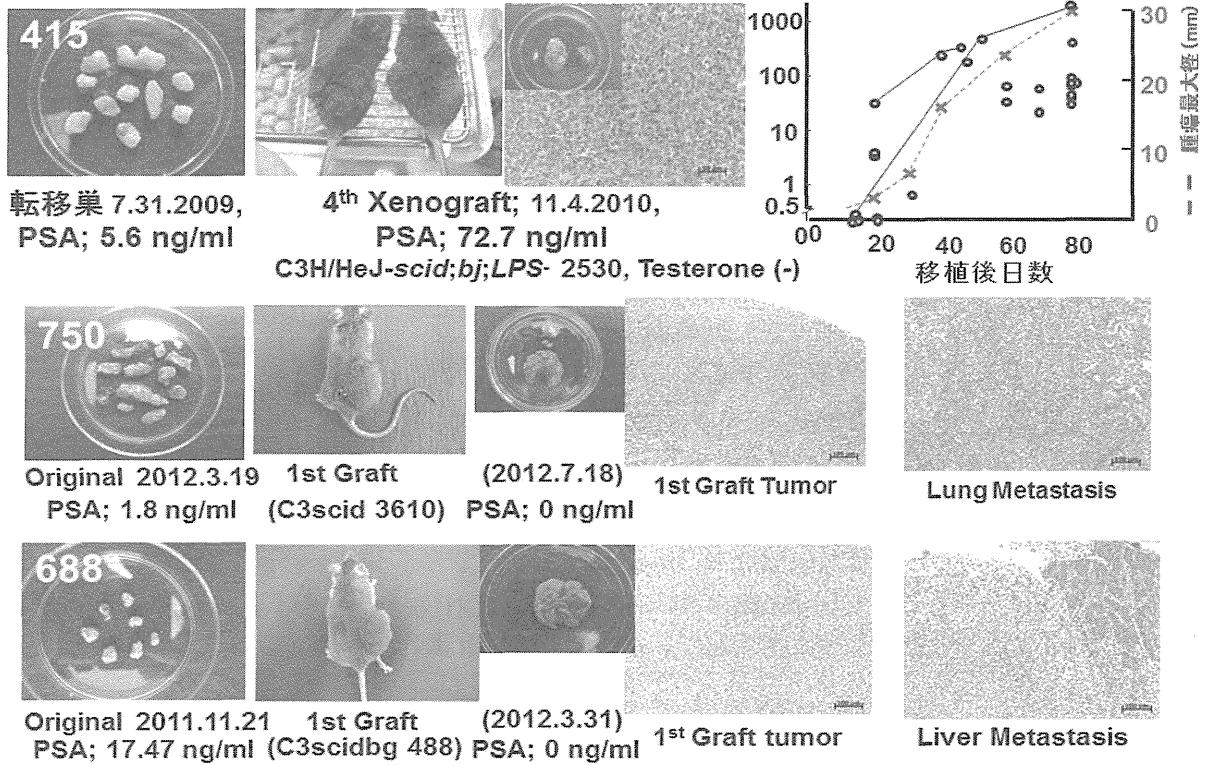 415
転移巣 7.31.2009,
PSA; 5.6 ng/ml
4th Xenograft; 11.4.2010,
PSA; 72.7 ng/ml
C3H/HeJ-scid;bj;LPS- 2530, Testerone (-)
1000
100
10
1
0.5
00 20 40 60 80
移植後日数
30
20
10
0
腫瘍最大径 (mm)
750
Original 2012.3.19
PSA; 1.8 ng/ml
1st Graft
(C3scid 3610)
(2012.7.18)
PSA; 0 ng/ml
1st Graft Tumor
Lung Metastasis
688
Original 2011.11.21
PSA; 17.47 ng/ml
1st Graft
(C3scidbg 488)
(2012.3.31)
PSA; 0 ng/ml
1st Graft tumor
Liver Metastasis